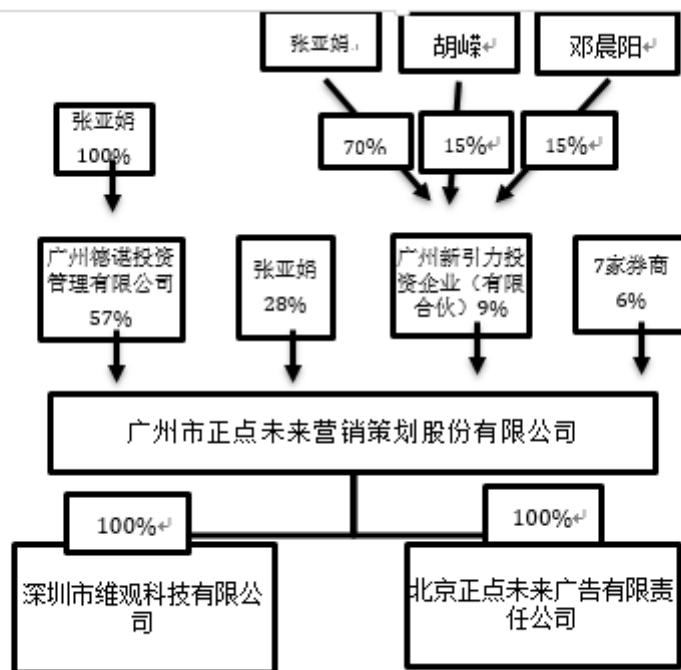 张亚娟
胡嵘
邓晨阳
张亚娟
100%
70%
15%
15%
广州德谌投资
管理有限公司
57%
张亚娟
28%
广州新引力投
资企业（有限
合伙）9%
7家券商
6%
广州市正点未来营销策划股份有限公司
100%
100%
深圳市维观科技有限公
司
北京正点未来广告有限责
任公司